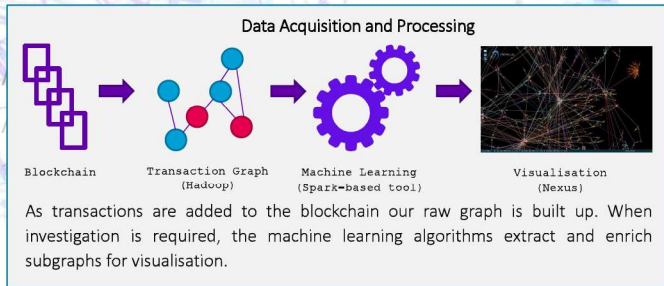 Data Acquisition and Processing
Blockchain
Transaction Graph
(Hadoop)
Machine Learning
(Spark-based tool)
Visualisation
(Nexus)
As transactions are added to the blockchain our raw graph is built up. When
investigation is required, the machine learning algorithms extract and enrich
subgraphs for visualisation.